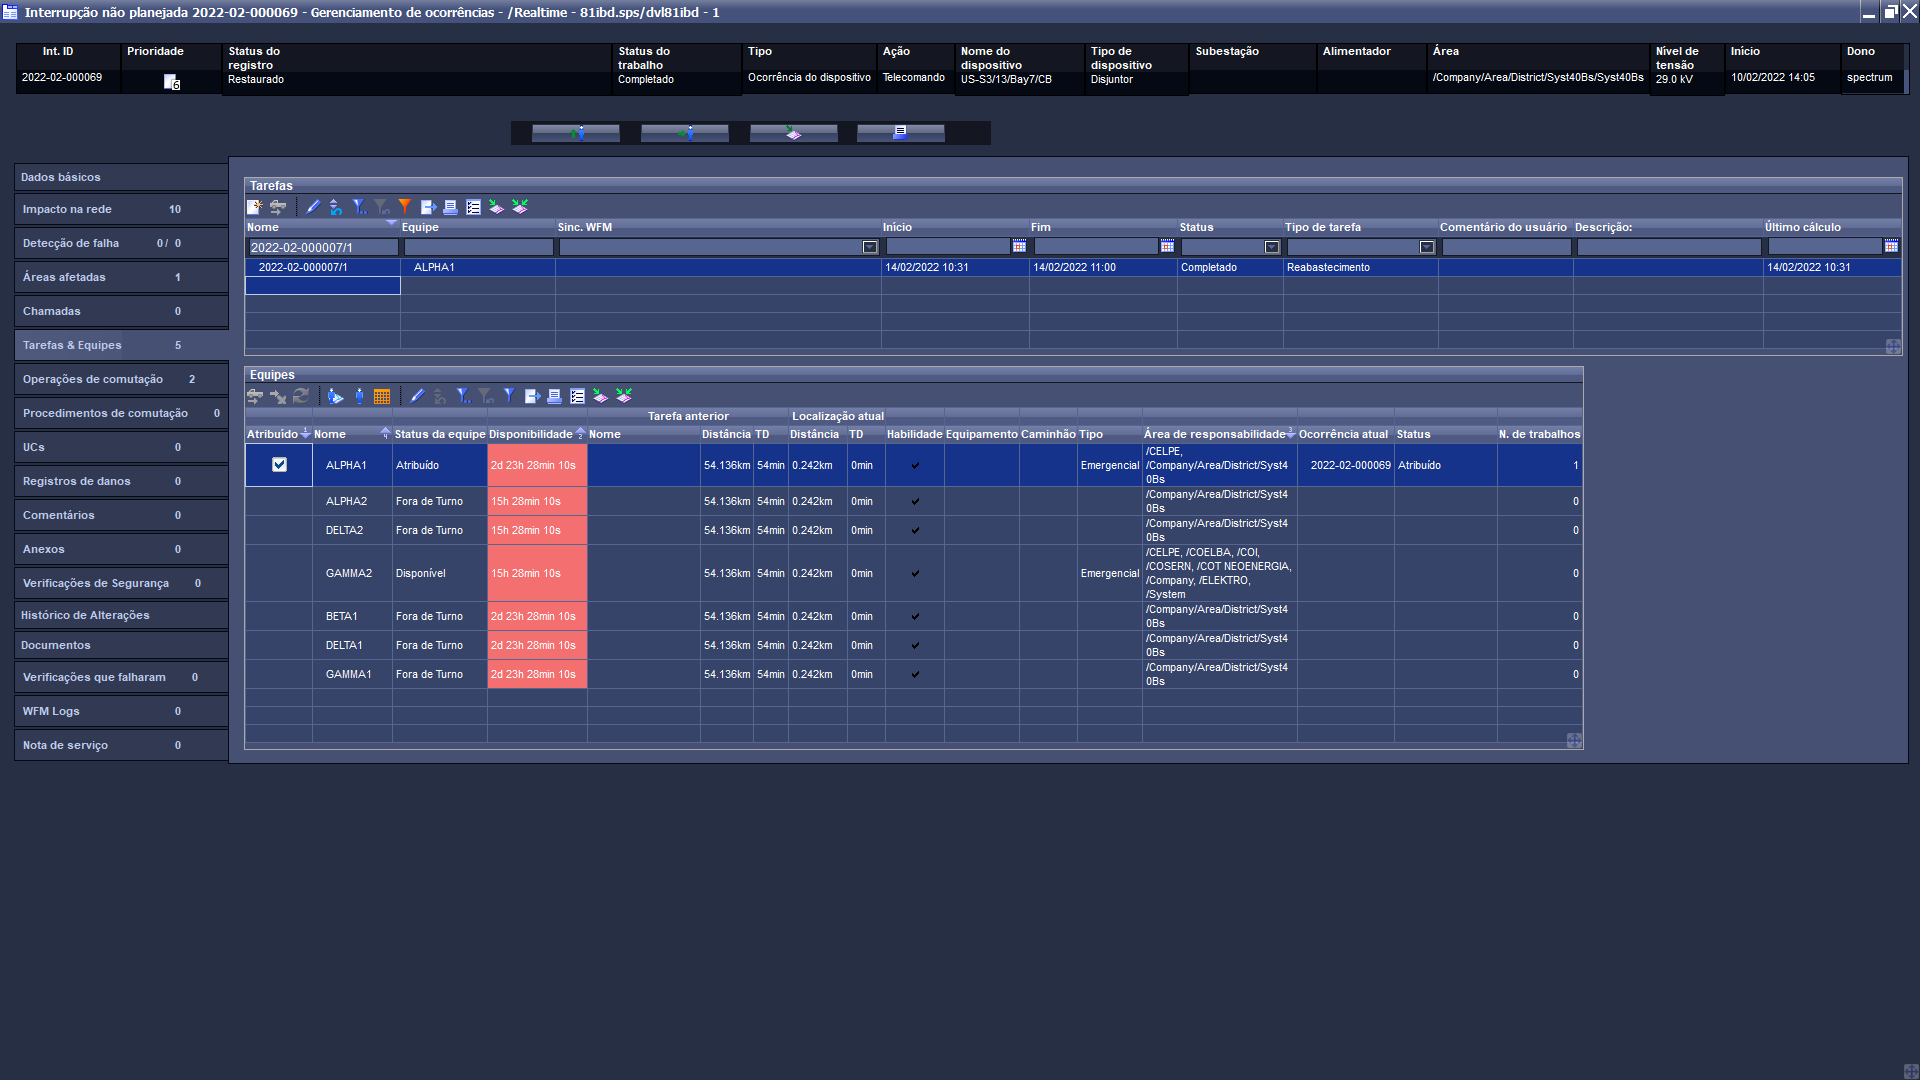 Interrupção não planejada 2022-02-000069 - Gerenciamento de ocorrências - /Realtime - 81ibd.sps/dvl81ibd - 1
Int. ID Prioridade Status do registro Status do trabalho Tipo Ação Nome do dispositivo Tipo de dispositivo Subestação Alimentador Área Nível de tensão Início Dono
2022-02-000069 6 Restaurado Completado Ocorrência do dispositivo Telecomando US-S3/13/Bay7/CB Disjuntor /Company/Area/District/Syst40Bs/Syst40Bs 29.0 kV 10/02/2022 14:05 spectrum
Dados básicos
Impacto na rede 10
Detecção de falha 0 / 0
Áreas afetadas 1
Chamadas 0
Tarefas & Equipes 5
Operações de comutação 2
Procedimentos de comutação 0
UCs 0
Registros de danos 0
Comentários 0
Anexos 0
Verificações de Segurança 0
Histórico de Alterações
Documentos
Verificações que falharam 0
WFM Logs 0
Nota de serviço 0
Tarefas
Nome Equipe Sinc. WFM Início Fim Status Tipo de tarefa Comentário do usuário Descrição: Último cálculo
2022-02-000007/1
2022-02-000007/1 ALPHA1 14/02/2022 10:31 14/02/2022 11:00 Completado Reabastecimento 14/02/2022 10:31
Equipes
Tarefa anterior Localização atual
Atribuído 1 Nome 4 Status da equipe Disponibilidade 2 Nome Distância TD Distância TD Habilidade Equipamento Caminhão Tipo Área de responsabilidade 3 Ocorrência atual Status N. de trabalhos
ALPHA1 Atribuído 2d 23h 28min 10s 54.136km 54min 0.242km 0min Emergencial /CELPE, /Company/Area/District/Syst40Bs 2022-02-000069 Atribuído 1
ALPHA2 Fora de Turno 15h 28min 10s 54.136km 54min 0.242km 0min /Company/Area/District/Syst40Bs 0
DELTA2 Fora de Turno 15h 28min 10s 54.136km 54min 0.242km 0min /Company/Area/District/Syst40Bs 0
GAMMA2 Disponível 15h 28min 10s 54.136km 54min 0.242km 0min Emergencial /CELPE, /COELBA, /COI, /COSERN, /COT NEOENERGIA, /Company, /ELEKTRO, /System 0
BETA1 Fora de Turno 2d 23h 28min 10s 54.136km 54min 0.242km 0min /Company/Area/District/Syst40Bs 0
DELTA1 Fora de Turno 2d 23h 28min 10s 54.136km 54min 0.242km 0min /Company/Area/District/Syst40Bs 0
GAMMA1 Fora de Turno 2d 23h 28min 10s 54.136km 54min 0.242km 0min /Company/Area/District/Syst40Bs 0